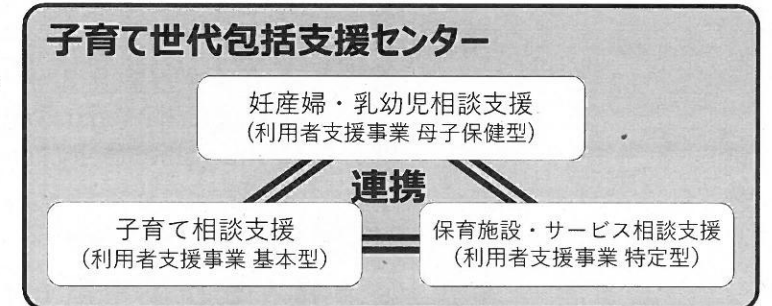 子育て世代包括支援センター
妊産婦・乳幼児相談支援
(利用者支援事業 母子保健型)
連携
子育て相談支援
(利用者支援事業 基本型)
保育施設・サービス相談支援
(利用者支援事業 特定型)